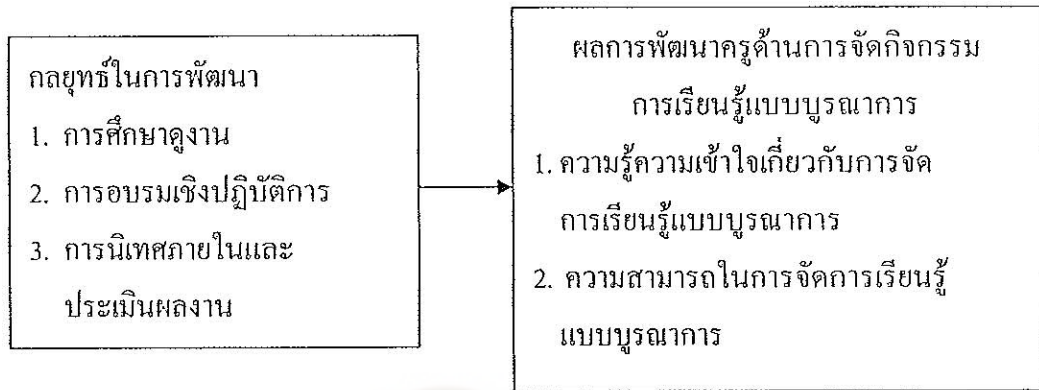 กลยุทธ์ในการพัฒนา
1. การศึกษาดูงาน
2. การอบรมเชิงปฏิบัติการ
3. การนิเทศภายในและ
ประเมินผลงาน
ผลการพัฒนาครูด้านการจัดกิจกรรม
การเรียนรู้แบบบูรณาการ
1. ความรู้ความเข้าใจเกี่ยวกับการจัด
การเรียนรู้แบบบูรณาการ
2. ความสามารถในการจัดการเรียนรู้
แบบบูรณาการ